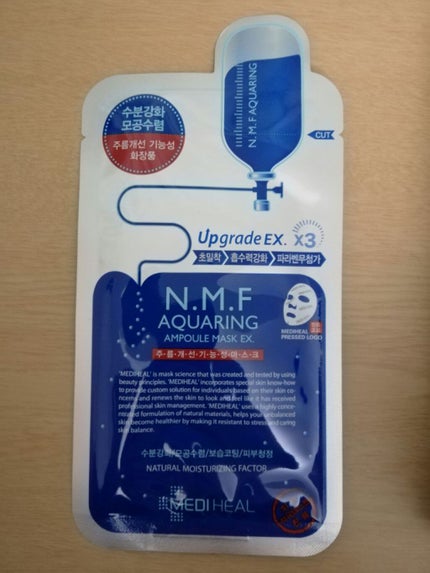 N.M.F AQUARING
수분강화
모공수렴
주름개선 기능성
화장품
CUT
Upgrade EX. x3
초밀착 흡수력강화 파라벤무첨가
N.M.F
AQUARING
AMPOULE MASK EX.
주·름·개·선·기·능·성·마·스·크
MEDIHEAL
PRESSED LOGO
'MEDIHEAL' is mask science that was created and tested by using
beauty principles. 'MEDIHEAL' incorporates special skin know-how
to provide custom solution for individuals based on their skin con-
cerns and renews the skin to look and feel like it has received
professional skin management. 'MEDIHEAL' uses a highly conce-
ntrated formulation of natural materials, helps your unbalanced
skin become healthier by making it resistant to stress and caring
skin balance.
수분강화/모공수렴/보습코팅/피부청정
NATURAL MOISTURIZING FACTOR
MEDIHEAL